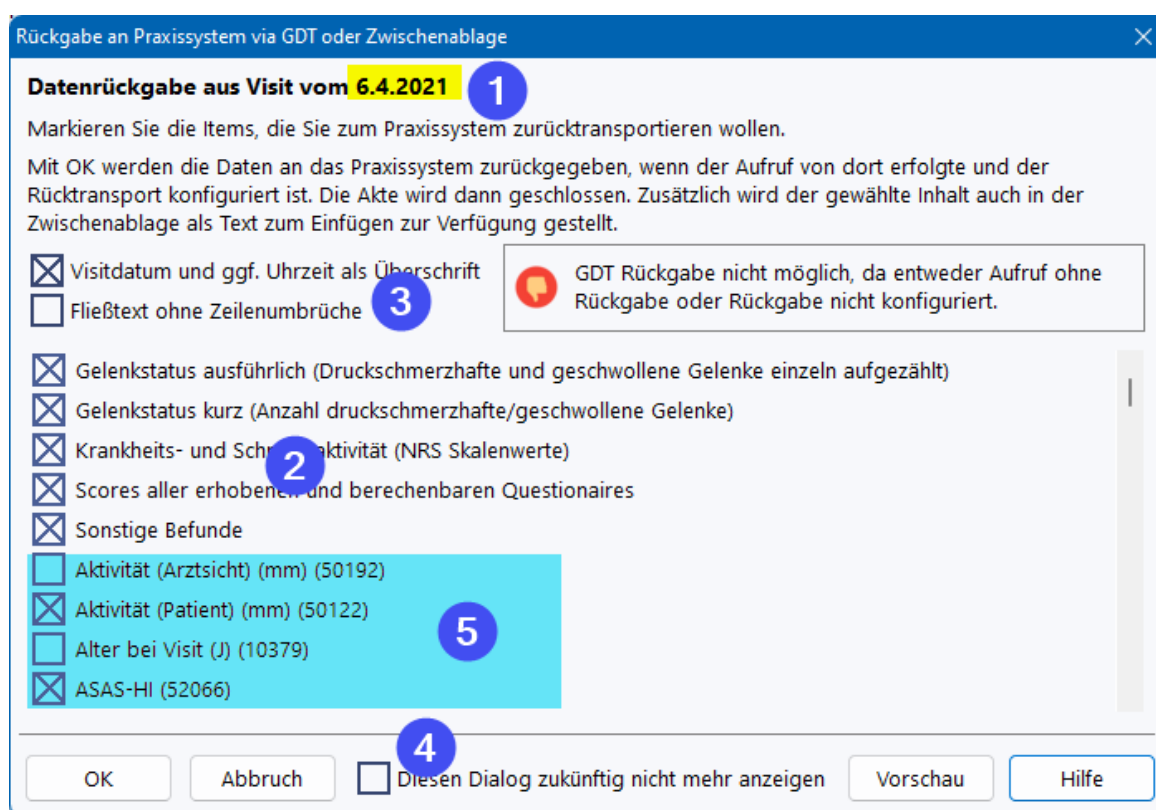 Rückgabe an Praxissystem via GDT oder Zwischenablage
Datenrückgabe aus Visit vom 6.4.2021
1
Markieren Sie die Items, die Sie zum Praxissystem zurücktransportieren wollen.
Mit OK werden die Daten an das Praxissystem zurückgegeben, wenn der Aufruf von dort erfolgte und der
Rücktransport konfiguriert ist. Die Akte wird dann geschlossen. Zusätzlich wird der gewählte Inhalt auch in der
Zwischenablage als Text zum Einfügen zur Verfügung gestellt.
Visitdatum und ggf. Uhrzeit als Überschrift
Fließtext ohne Zeilenumbrüche
3
GDT Rückgabe nicht möglich, da entweder Aufruf ohne
Rückgabe oder Rückgabe nicht konfiguriert.
Gelenkstatus ausführlich (Druckschmerzhafte und geschwollene Gelenke einzeln aufgezählt)
Gelenkstatus kurz (Anzahl druckschmerzhafte/geschwollene Gelenke)
Krankheits- und aktivität (NRS Skalenwerte)
2
Scores aller erhobenen und berechenbaren Questionaires
Sonstige Befunde
Aktivität (Arztsicht) (mm) (50192)
Aktivität (Patient) (mm) (50122)
5
Alter bei Visit (J) (10379)
ASAS-HI (52066)
4
OK Abbruch Diesen Dialog zukünftig nicht mehr anzeigen Vorschau Hilfe